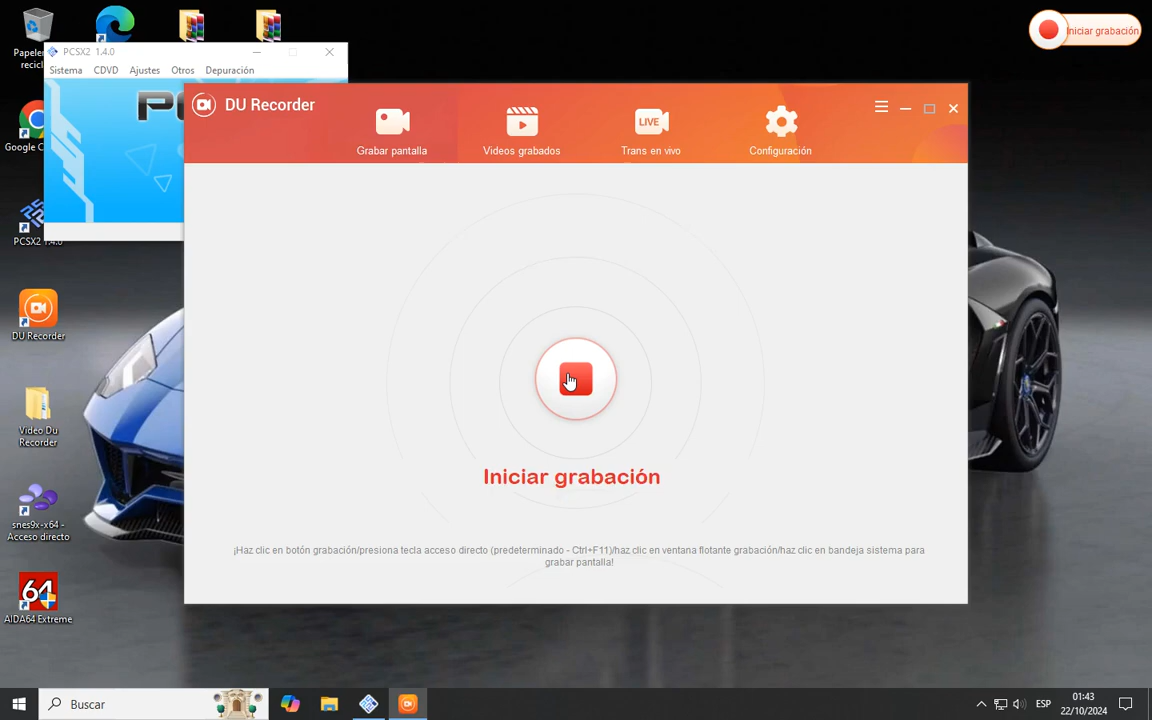 Iniciar grabación
PCSX2 1.4.0
Sistema CDVD Ajustes Otros Depuración
DU Recorder
Grabar pantalla
Videos grabados
LIVE
Trans en vivo
Configuración
PCSX2 1.4.0
DU Recorder
Video Du
Recorder
snes9x-x64 -
Acceso directo
64
AIDA64 Extreme
Iniciar grabación
¡Haz clic en botón grabación/presiona tecla acceso directo (predeterminado - Ctrl+F11)/haz clic en ventana flotante grabación/haz clic en bandeja sistema para
grabar pantalla!
Buscar
ESP
01:43
22/10/2024